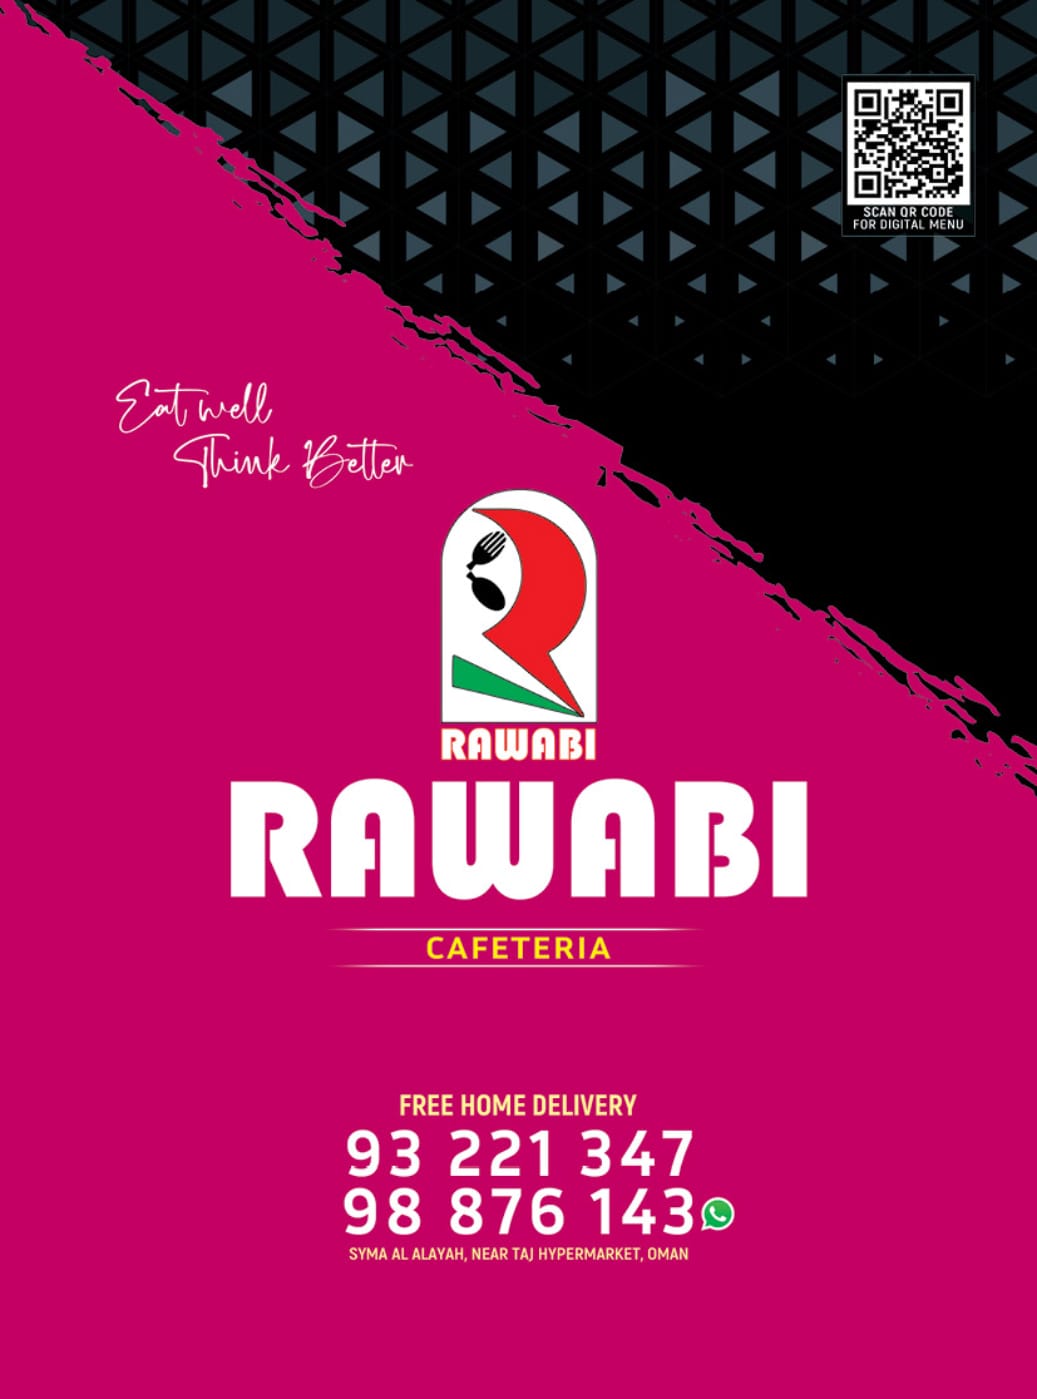 SCAN QR CODE
FOR DIGITAL MENU
Eat well
Think Better
RAWABI
RAWABI
CAFETERIA
FREE HOME DELIVERY
93 221 347
98 876 143
SYMA AL ALAYAH, NEAR TAJ HYPERMARKET, OMAN